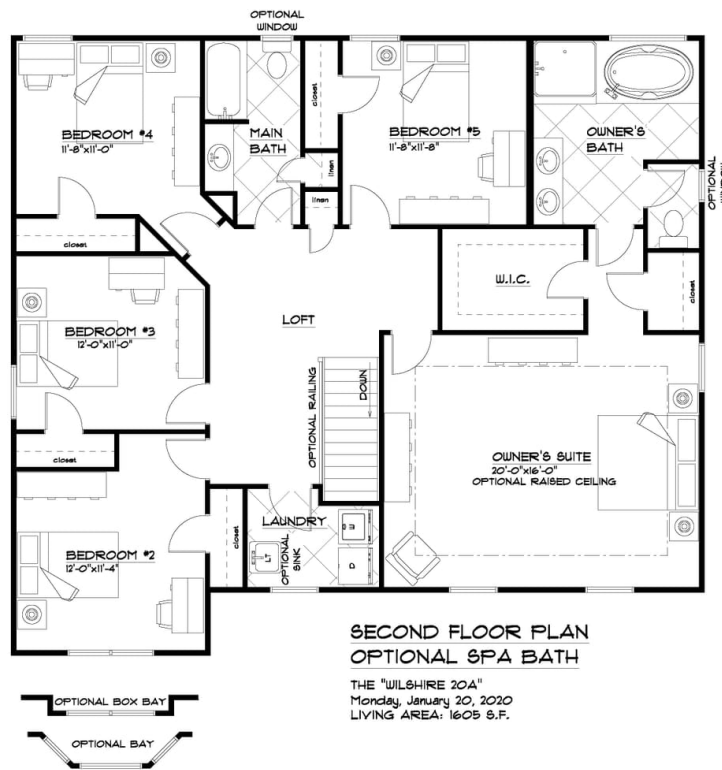 OPTIONAL
WINDOW
BEDROOM #4
11'-8"x11'-0"
MAIN
BATH
closet
BEDROOM #5
11'-8"x11'-8"
OWNER'S
BATH
OPTIONAL
linen
linen
closet
W.I.C.
closet
BEDROOM #3
12'-0"x11'-0"
LOFT
OPTIONAL RAILING
DOWN
closet
OWNER'S SUITE
20'-0"x16'-0"
OPTIONAL RAISED CEILING
LAUNDRY
OPTIONAL
SINK
LT
W
D
closet
BEDROOM #2
12'-0"x11'-4"
SECOND FLOOR PLAN
OPTIONAL SPA BATH
THE "WILSHIRE 20A"
Monday, January 20, 2020
LIVING AREA: 1605 S.F.
OPTIONAL BOX BAY
OPTIONAL BAY